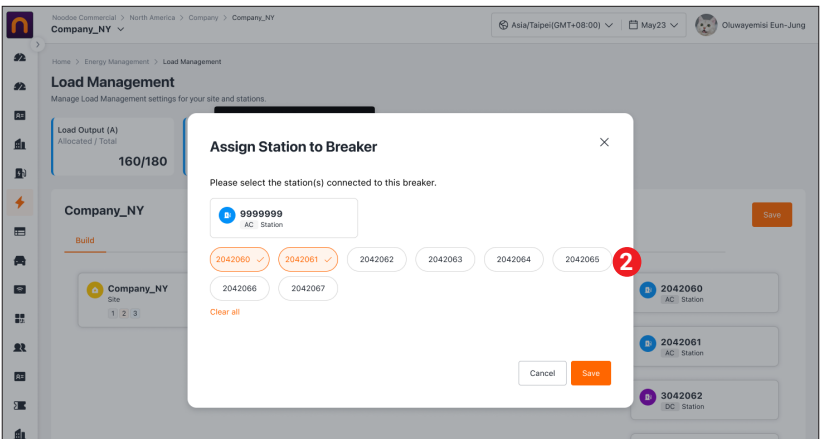 Noodoe Commercial > North America > Company > Company_NY
Company_NY
Asia/Taipei(GMT+08:00)
May23
Oluwayemisi Eun-Jung
Home > Energy Management > Load Management
Load Management
Manage Load Management settings for your site and stations.
Load Output (A)
Allocated / Total
160/180
Assign Station to Breaker
Please select the station(s) connected to this breaker.
9999999
AC Station
2042060
2042061
2042062
2042063
2042064
2042065
2
2042066
2042067
Clear all
Cancel
Save
Company_NY
Save
Build
Company_NY
Site
1 2 3
2042060
AC Station
2042061
AC Station
3042062
DC Station